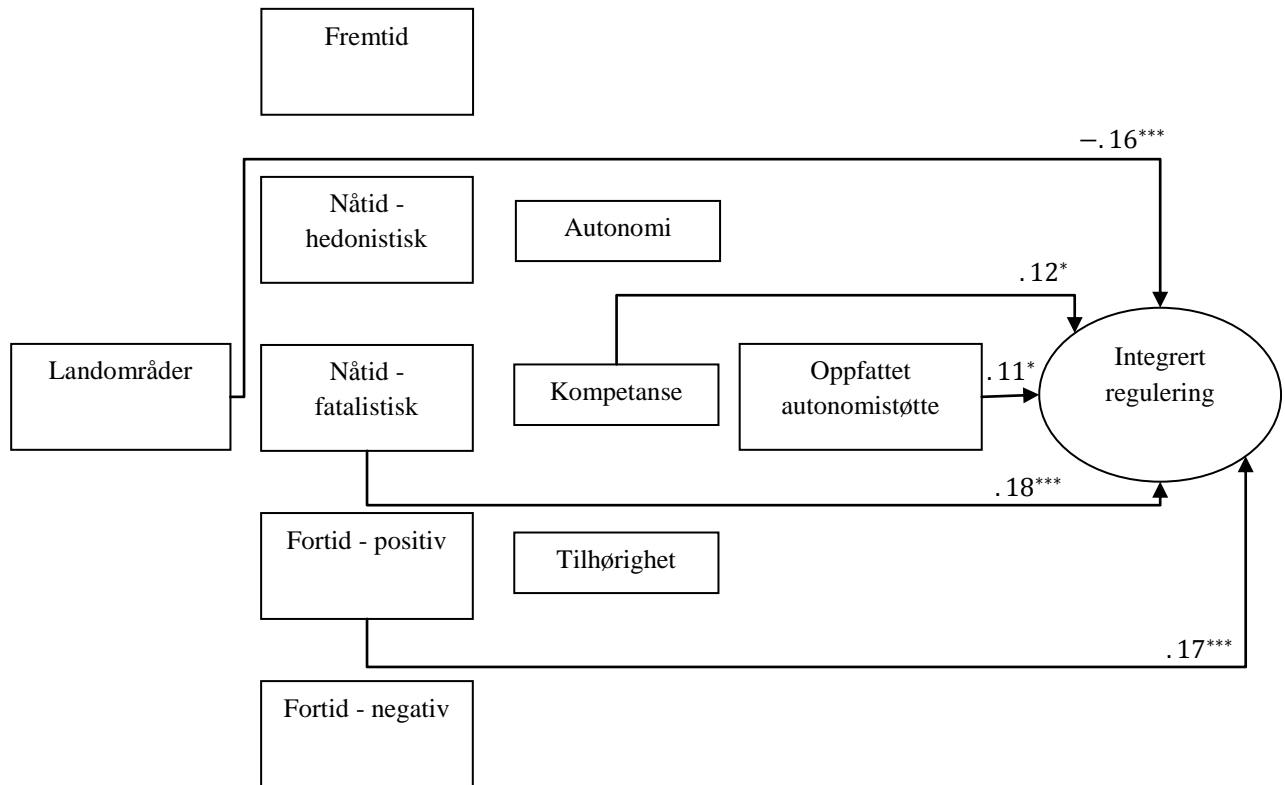 Fremtid
−. 16***
Nåtid -
hedonistisk
Autonomi
. 12*
Landområder
Nåtid -
fatalistisk
Kompetanse
Oppfattet
autonomistøtte
. 11*
Integrert
regulering
. 18***
Fortid - positiv
Tilhørighet
. 17***
Fortid - negativ